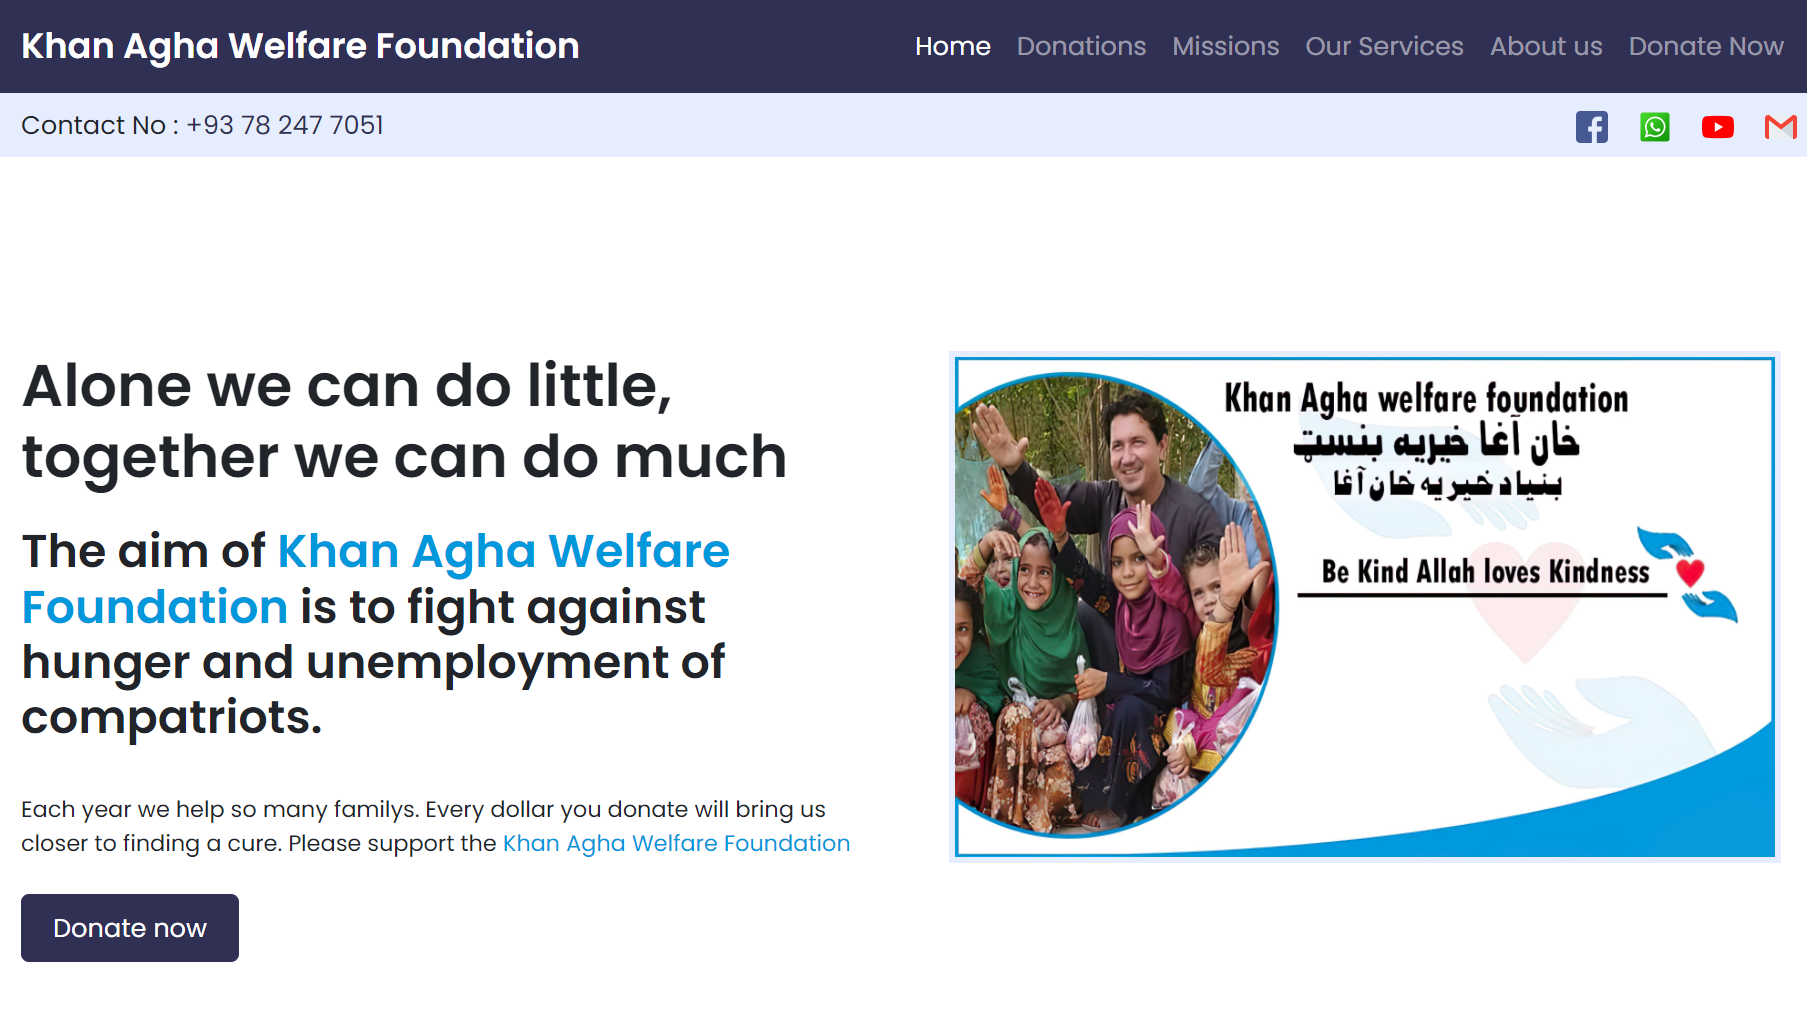 Khan Agha Welfare Foundation
Home Donations Missions Our Services About us Donate Now
Contact No : +93 78 247 7051
Alone we can do little,
together we can do much
The aim of Khan Agha Welfare
Foundation is to fight against
hunger and unemployment of
compatriots.
Each year we help so many familys. Every dollar you donate will bring us
closer to finding a cure. Please support the Khan Agha Welfare Foundation
Donate now
Khan Agha welfare foundation
خان آغا خیریه بنسټ
بنیاد خیریه خان آغا
Be Kind Allah loves Kindness